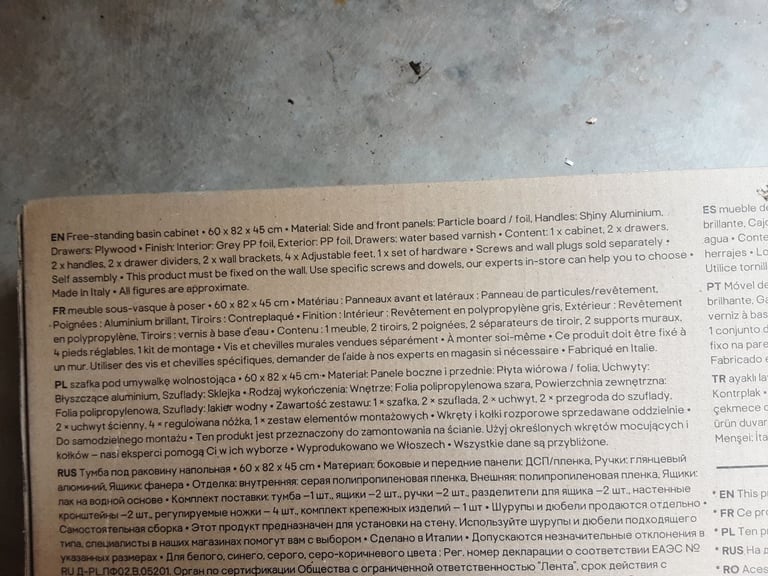 EN Free-standing basin cabinet • 60 x 82 x 45 cm • Material: Side and front panels: Particle board / foil, Handles: Shiny Aluminium,
Drawers: Plywood • Finish: Interior: Grey PP foil, Exterior: PP foil, Drawers: water based varnish • Content: 1 x cabinet, 2 x drawers,
2 x handles, 2 x drawer dividers, 2 x wall brackets, 4 x Adjustable feet, 1 x set of hardware • Screws and wall plugs sold separately •
Self assembly • This product must be fixed on the wall. Use specific screws and dowels, our experts in-store can help you to choose •
Made In Italy • All figures are approximate.
FR meuble sous-vasque à poser • 60 x 82 x 45 cm • Matériau : Panneaux avant et latéraux : Panneau de particules/revêtement,
Poignées : Aluminium brillant, Tiroirs : Contreplaqué • Finition : Intérieur : Revêtement en polypropylène gris, Extérieur : Revêtement
en polypropylène, Tiroirs : vernis à base d'eau • Contenu : 1 meuble, 2 tiroirs, 2 poignées, 2 séparateurs de tiroir, 2 supports muraux,
4 pieds réglables, 1 kit de montage • Vis et chevilles murales vendues séparément • À monter soi-même • Ce produit doit être fixé à
un mur. Utiliser des vis et chevilles spécifiques, demander de l'aide à nos experts en magasin si nécessaire • Fabriqué en Italie.
PL szafka pod umywalkę wolnostojąca • 60 x 82 x 45 cm • Materiał: Panele boczne i przednie: Płyta wiórowa / folia, Uchwyty:
Błyszczące aluminium, Szuflady: Sklejka • Rodzaj wykończenia: Wnętrze: Folia polipropylenowa szara, Powierzchnia zewnętrzna:
Folia polipropylenowa, Szuflady: lakier wodny • Zawartość zestawu: 1 × szafka, 2 × szuflada, 2 × uchwyt, 2 × przegroda do szuflady,
2 × uchwyt ścienny, 4 × regulowana nóżka, 1 × zestaw elementów montażowych • Wkręty i kołki rozporowe sprzedawane oddzielnie •
Do samodzielnego montażu • Ten produkt jest przeznaczony do zamontowania na ścianie. Użyj określonych wkrętów mocujących i
kołków – nasi eksperci pomogą Ci w ich wyborze • Wyprodukowano we Włoszech • Wszystkie dane są przybliżone.
RUS Тумба под раковину напольная • 60 x 82 x 45 cm • Материал: боковые и передние панели: ДСП/пленка, Ручки: глянцевый
алюминий, Ящики: фанера • Отделка: внутренняя: серая полипропиленовая пленка, Внешняя: полипропиленовая пленка, Ящики:
лак на водной основе • Комплект поставки: тумба –1 шт., ящики –2 шт., ручки –2 шт., разделители для ящика –2 шт., настенные
кронштейны –2 шт., регулируемые ножки – 4 шт., комплект крепежных изделий – 1 шт • Шурупы и дюбели продаются отдельно •
Самостоятельная сборка • Этот продукт предназначен для установки на стену. Используйте шурупы и дюбели подходящего
типа, специалисты в наших магазинах помогут вам с выбором • Сделано в Италии • Допускаются незначительные отклонения в
указанных размерах • Для белого, синего, серого, серо-коричневого цвета : Рег. номер декларации о соответствии ЕАЭС №
RU Д-PL.ПФ02.В.05201. Орган по сертификации Общества с ограниченной ответственностью "Лента", срок действия с
ES mueble de
brillante, Cajo
agua • Conte
herrajes • Lo
Utilice tornill
PT Móvel de
brilhante, Ga
verniz à bas
1 conjunto d
fixo na pare
Fabricado e
TR ayaklı la
Kontrplak •
çekmece
ürün duvar
Menşei: İta
* EN This p
* FR Ce pro
* PL Ten p
* RUS На д
* RO Aces